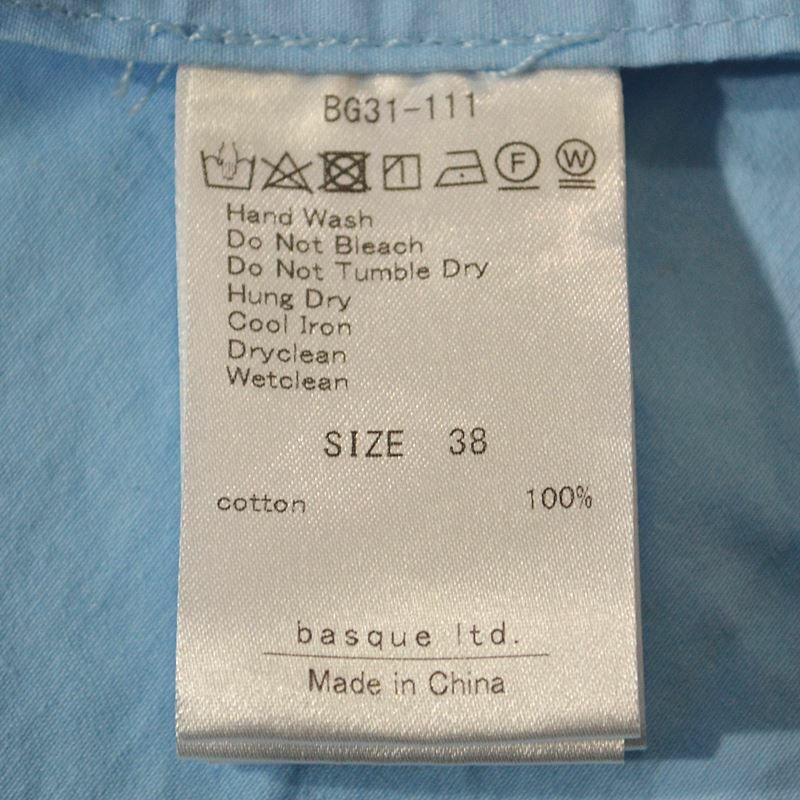 BG31-111
F W
Hand Wash
Do Not Bleach
Do Not Tumble Dry
Hung Dry
Cool Iron
Dryclean
Wetclean
SIZE 38
cotton 100%
basque ltd.
Made in China